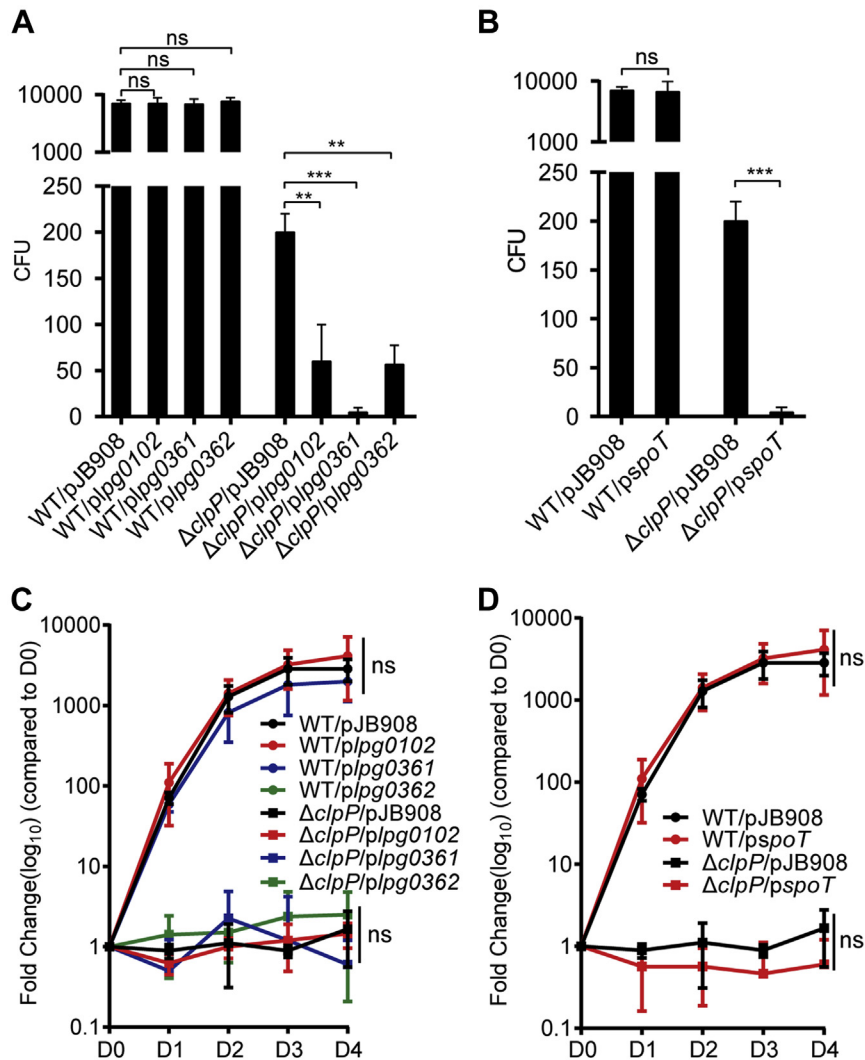 A
ns
ns
ns
10000
1000
250
200
150
100
50
0
CFU
**
***
**
WT/pJB908
WT/plpg0102
WT/plpg0361
WT/plpg0362
ΔclpP/pJB908
ΔclpP/plpg0102
ΔclpP/plpg0361
ΔclpP/plpg0362
B
ns
10000
1000
250
200
150
100
50
0
CFU
***
WT/pJB908
WT/pspoT
ΔclpP/pJB908
ΔclpP/pspoT
C
Fold Change(log10) (compared to D0)
10000
1000
100
10
1
0.1
ns
WT/pJB908
WT/plpg0102
WT/plpg0361
WT/plpg0362
ΔclpP/pJB908
ΔclpP/plpg0102
ΔclpP/plpg0361
ΔclpP/plpg0362
ns
D0 D1 D2 D3 D4
D
Fold Change(log10) (compared to D0)
10000
1000
100
10
1
0.1
ns
WT/pJB908
WT/pspoT
ΔclpP/pJB908
ΔclpP/pspoT
ns
D0 D1 D2 D3 D4